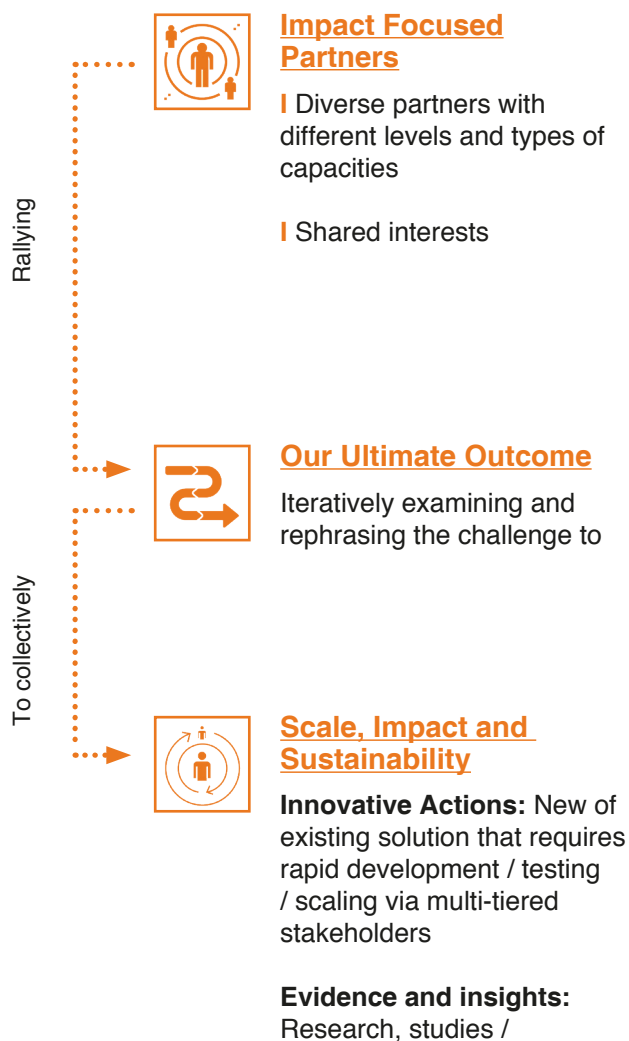 Impact Focused
Partners
I Diverse partners with
different levels and types of
capacities
I Shared interests
Rallying
Our Ultimate Outcome
Iteratively examining and
rephrasing the challenge to
To collectively
Scale, Impact and
Sustainability
Innovative Actions: New of
existing solution that requires
rapid development / testing
/ scaling via multi-tiered
stakeholders
Evidence and insights:
Research, studies /